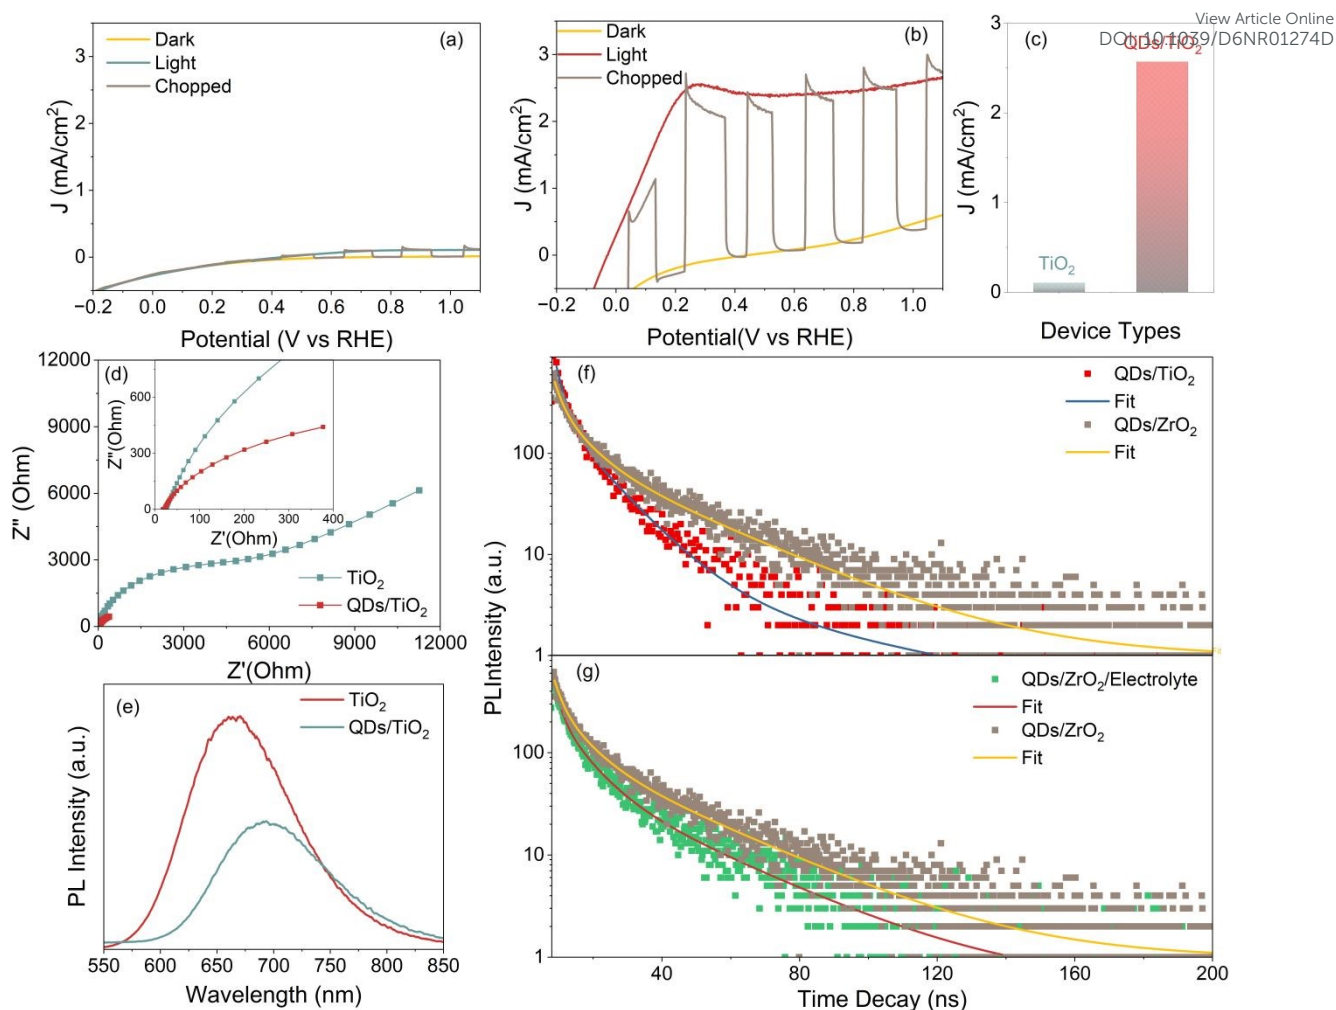 View Article Online
DOI: 10.1039/D6NR01274D
(a)
Dark
Light
Chopped
3
2
1
0
J (mA/cm²)
−0.2 0.0 0.2 0.4 0.6 0.8 1.0
Potential (V vs RHE)
(b)
Dark
Light
Chopped
3
2
1
0
J (mA/cm²)
−0.2 0.0 0.2 0.4 0.6 0.8 1.0
Potential(V vs RHE)
(c)
QDs/TiO₂
TiO₂
3
2
1
0
J (mA/cm²)
Device Types
(d)
12000
9000
6000
3000
0
Z'' (Ohm)
0 3000 6000 9000 12000
Z'(Ohm)
TiO₂
QDs/TiO₂
600
300
0
Z''(Ohm)
0 100 200 300 400
Z'(Ohm)
(e)
TiO₂
QDs/TiO₂
PL Intensity (a.u.)
550 600 650 700 750 800 850
Wavelength (nm)
(f)
QDs/TiO₂
Fit
QDs/ZrO₂
Fit
100
10
1
PLIntensity (a.u.)
(g)
QDs/ZrO₂/Electrolyte
Fit
QDs/ZrO₂
Fit
100
10
1
40 80 120 160 200
Time Decay (ns)